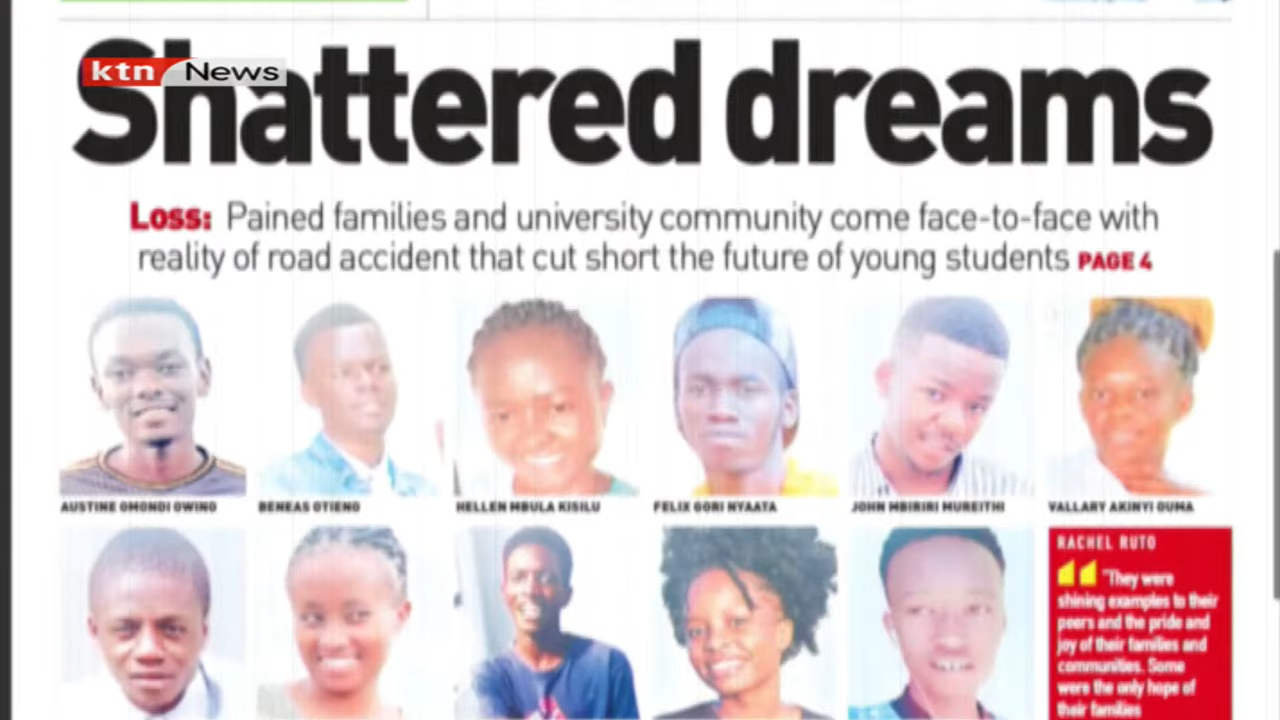 ktn News
Shattered dreams
Loss: Pained families and university community come face-to-face with
reality of road accident that cut short the future of young students PAGE 4
AUSTINE OMONDI OWINO
BENEAS OTIENO
HELLEN MBULA KISILU
FELIX OORI NYAATA
JOHN MBIRIRI MUREITHI
VALLARY AKINYI OUMA
RACHEL RUTO
"They were
shining examples to their
peers and the pride and
joy of their families and
communities. Some
were the only hope of
their families